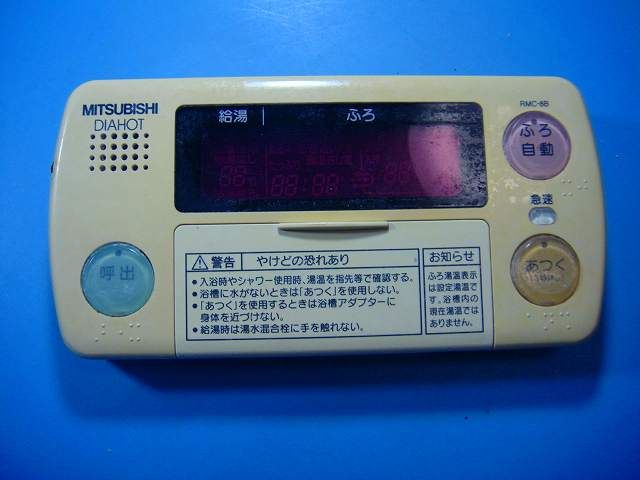 MITSUBISHI
DIAHOT
給湯
ふろ
RMC-6B
ふろ
自動
急速
呼出
あつく
警告
やけどの恐れあり
●入浴時やシャワー使用時、湯温を指先等で確認する。
●浴槽に水がないときは「あつく」を使用しない。
●「あつく」を使用するときは浴槽アダプターに
身体を近づけない。
●給湯時は湯水混合栓に手を触れない。
お知らせ
ふろ湯温表示
は設定湯温で
す。浴槽内の
現在湯温では
ありません。